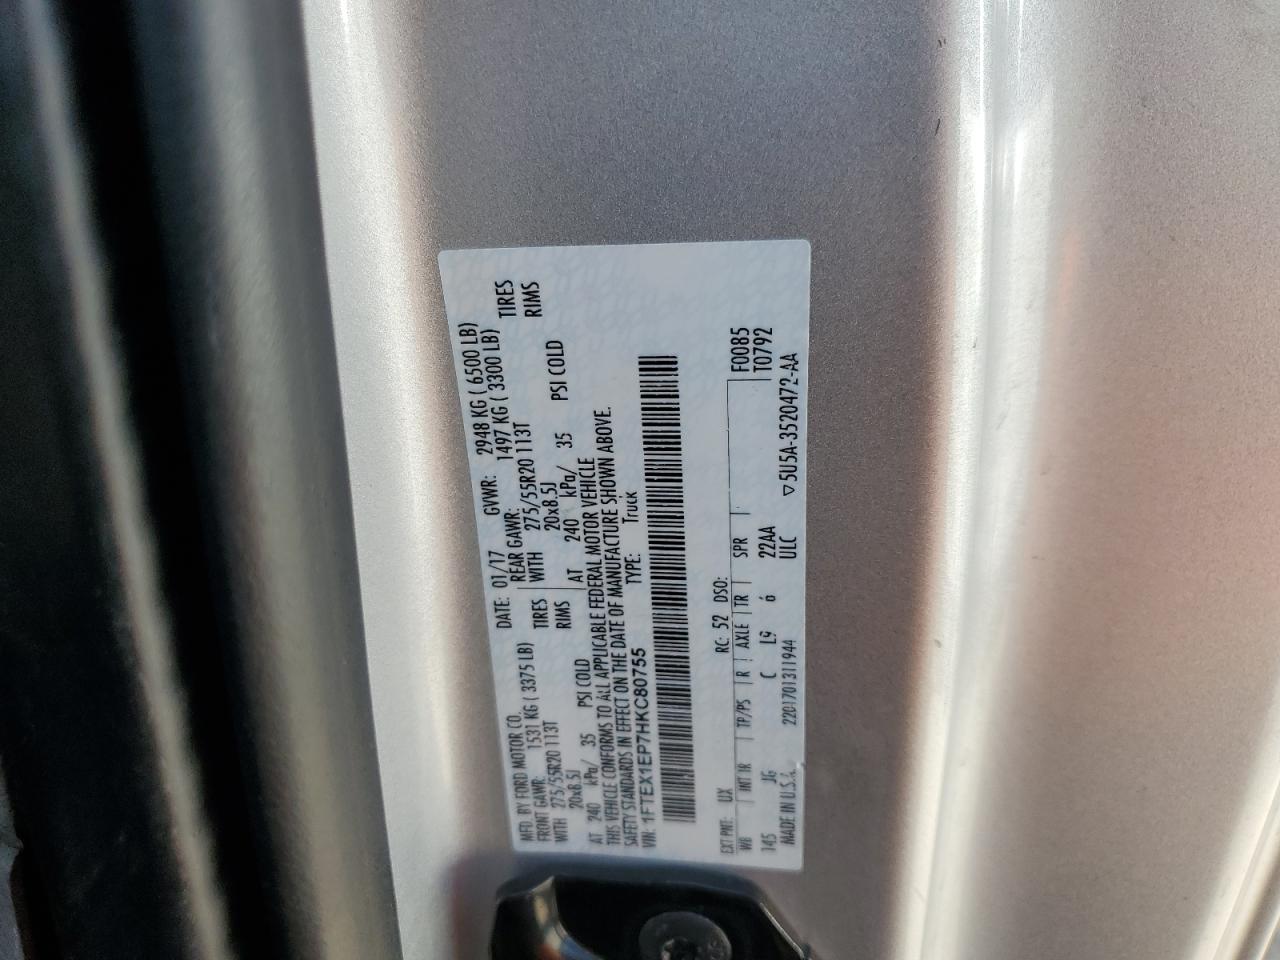 MFD. BY FORD MOTOR CO.
DATE: 01/17 GVWR: 2948 KG ( 6500 LB)
FRONT GAWR: 1531 KG ( 3375 LB) REAR GAWR: 1497 KG ( 3300 LB)
WITH 275/55R20 113T TIRES WITH 275/55R20 113T TIRES
20x8.5J RIMS 20x8.5J RIMS
AT 240 kPa/ 35 PSI COLD AT 240 kPa/ 35 PSI COLD
THIS VEHICLE CONFORMS TO ALL APPLICABLE FEDERAL MOTOR VEHICLE
SAFETY STANDARDS IN EFFECT ON THE DATE OF MANUFACTURE SHOWN ABOVE.
VIN: 1FTEX1EP7HKC80755 TYPE: Truck
EXT PNT: UX RC: 52 DSO:
WB INT TR TP/PS R AXLE TR SPR F0085
145 JG C L9 6 22AA T0792
MADE IN U.S.A. 2201701311944 ULC ▽5U5A-3520472-AA